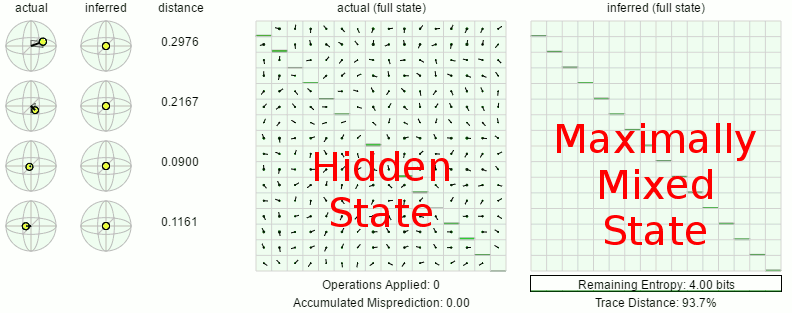 actual inferred distance actual (full state) inferred (full state)
0.2976
0.2167
0.0900
0.1161
Hidden
State
Maximally
Mixed
State
Operations Applied: 0
Accumulated Misprediction: 0.00
Remaining Entropy: 4.00 bits
Trace Distance: 93.7%